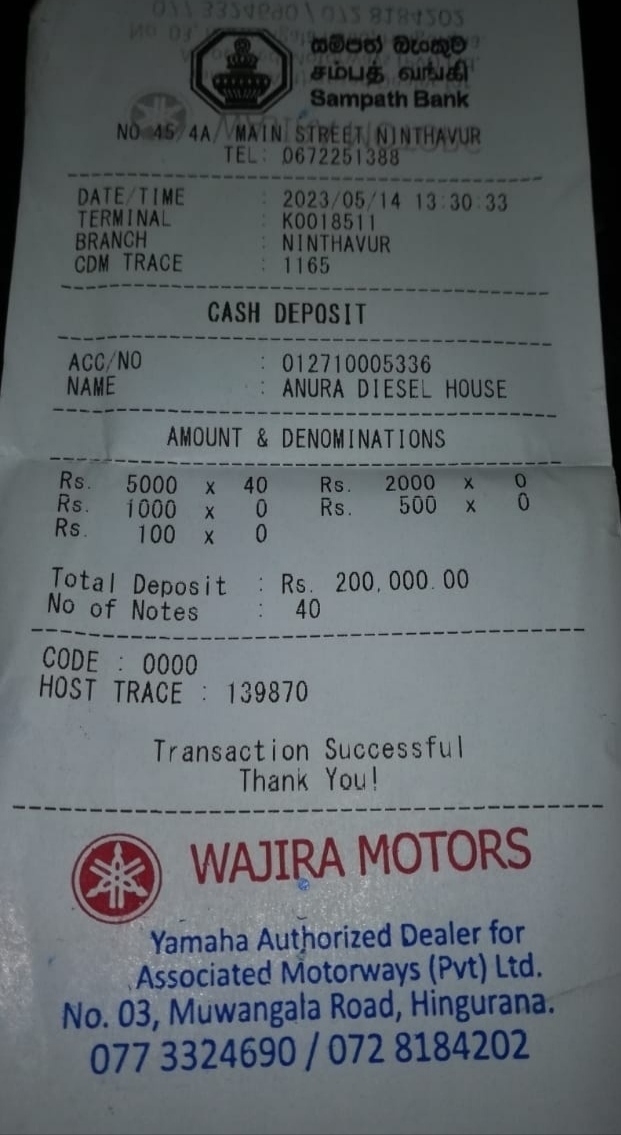 සම්පත් බැංකුව
சம்பத் வங்கி
Sampath Bank
NO 45/4A/ MAIN STREET NINTHAVUR
TEL: 0672251388
DATE/TIME : 2023/05/14 13:30:33
TERMINAL : K0018511
BRANCH : NINTHAVUR
CDM TRACE : 1165
CASH DEPOSIT
ACC/NO : 012710005336
NAME : ANURA DIESEL HOUSE
AMOUNT & DENOMINATIONS
Rs. 5000 x 40 Rs. 2000 x 0
Rs. 1000 x 0 Rs. 500 x 0
Rs. 100 x 0
Total Deposit : Rs. 200,000.00
No of Notes : 40
CODE : 0000
HOST TRACE : 139870
Transaction Successful
Thank You!
WAJIRA MOTORS
Yamaha Authorized Dealer for
Associated Motorways (Pvt) Ltd.
No. 03, Muwangala Road, Hingurana.
077 3324690 / 072 8184202